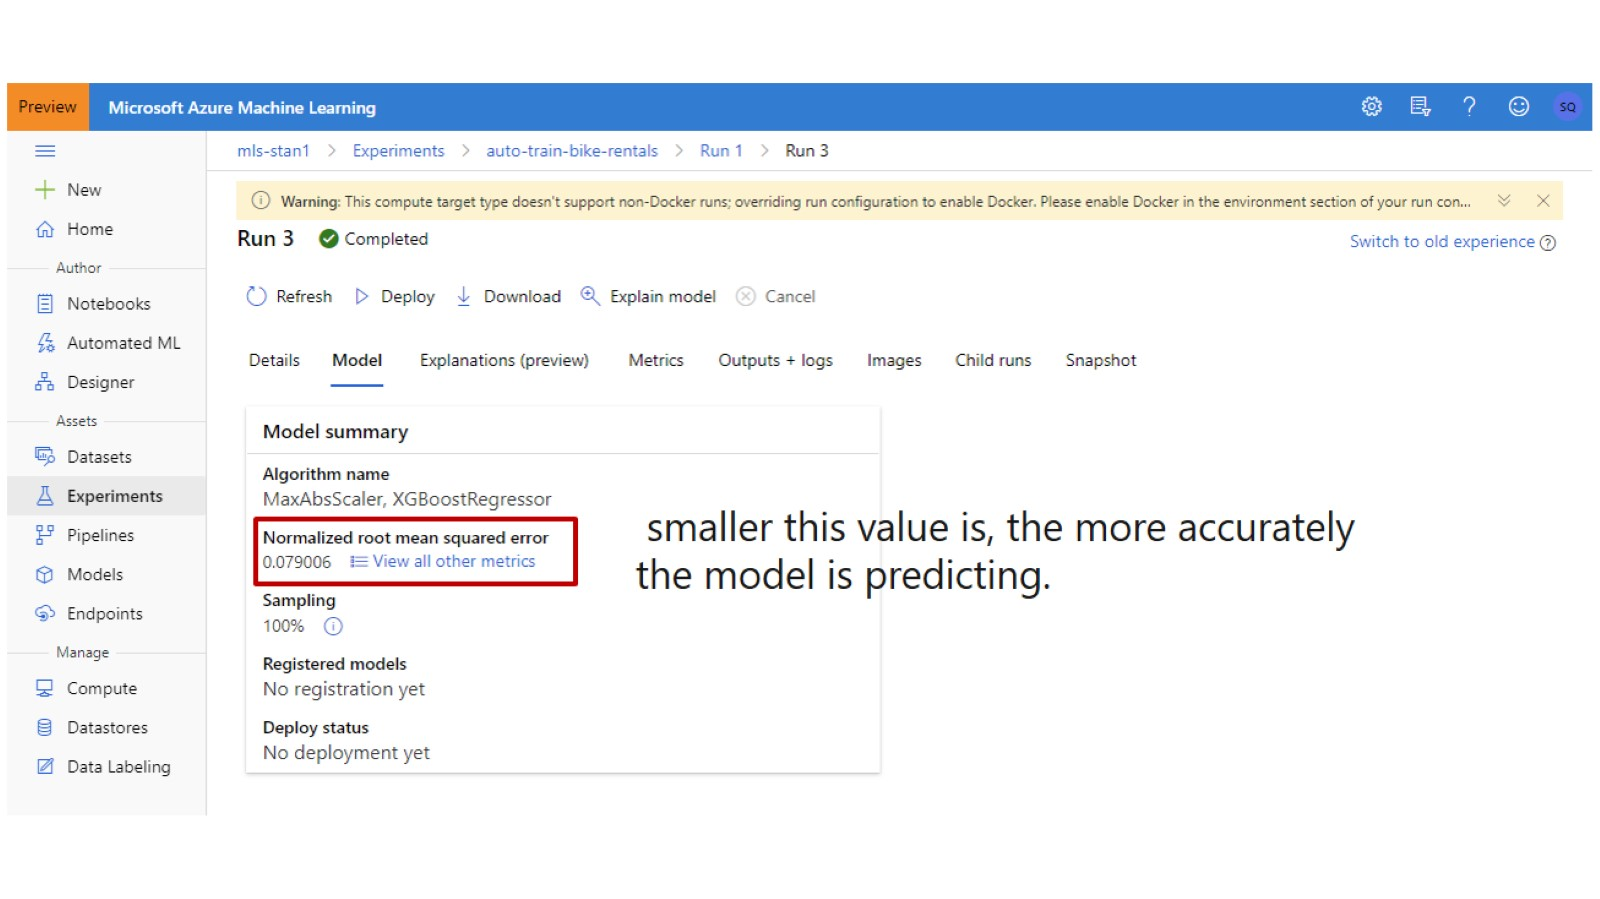 Preview
Microsoft Azure Machine Learning
SQ
mls-stan1 > Experiments > auto-train-bike-rentals > Run 1 > Run 3
New
Home
Author
Notebooks
Automated ML
Designer
Assets
Datasets
Experiments
Pipelines
Models
Endpoints
Manage
Compute
Datastores
Data Labeling
Warning: This compute target type doesn't support non-Docker runs; overriding run configuration to enable Docker. Please enable Docker in the environment section of your run con...
Run 3 Completed
Switch to old experience
Refresh Deploy Download Explain model Cancel
Details Model Explanations (preview) Metrics Outputs + logs Images Child runs Snapshot
Model summary
Algorithm name
MaxAbsScaler, XGBoostRegressor
Normalized root mean squared error
0.079006 View all other metrics
Sampling
100%
Registered models
No registration yet
Deploy status
No deployment yet
smaller this value is, the more accurately
the model is predicting.